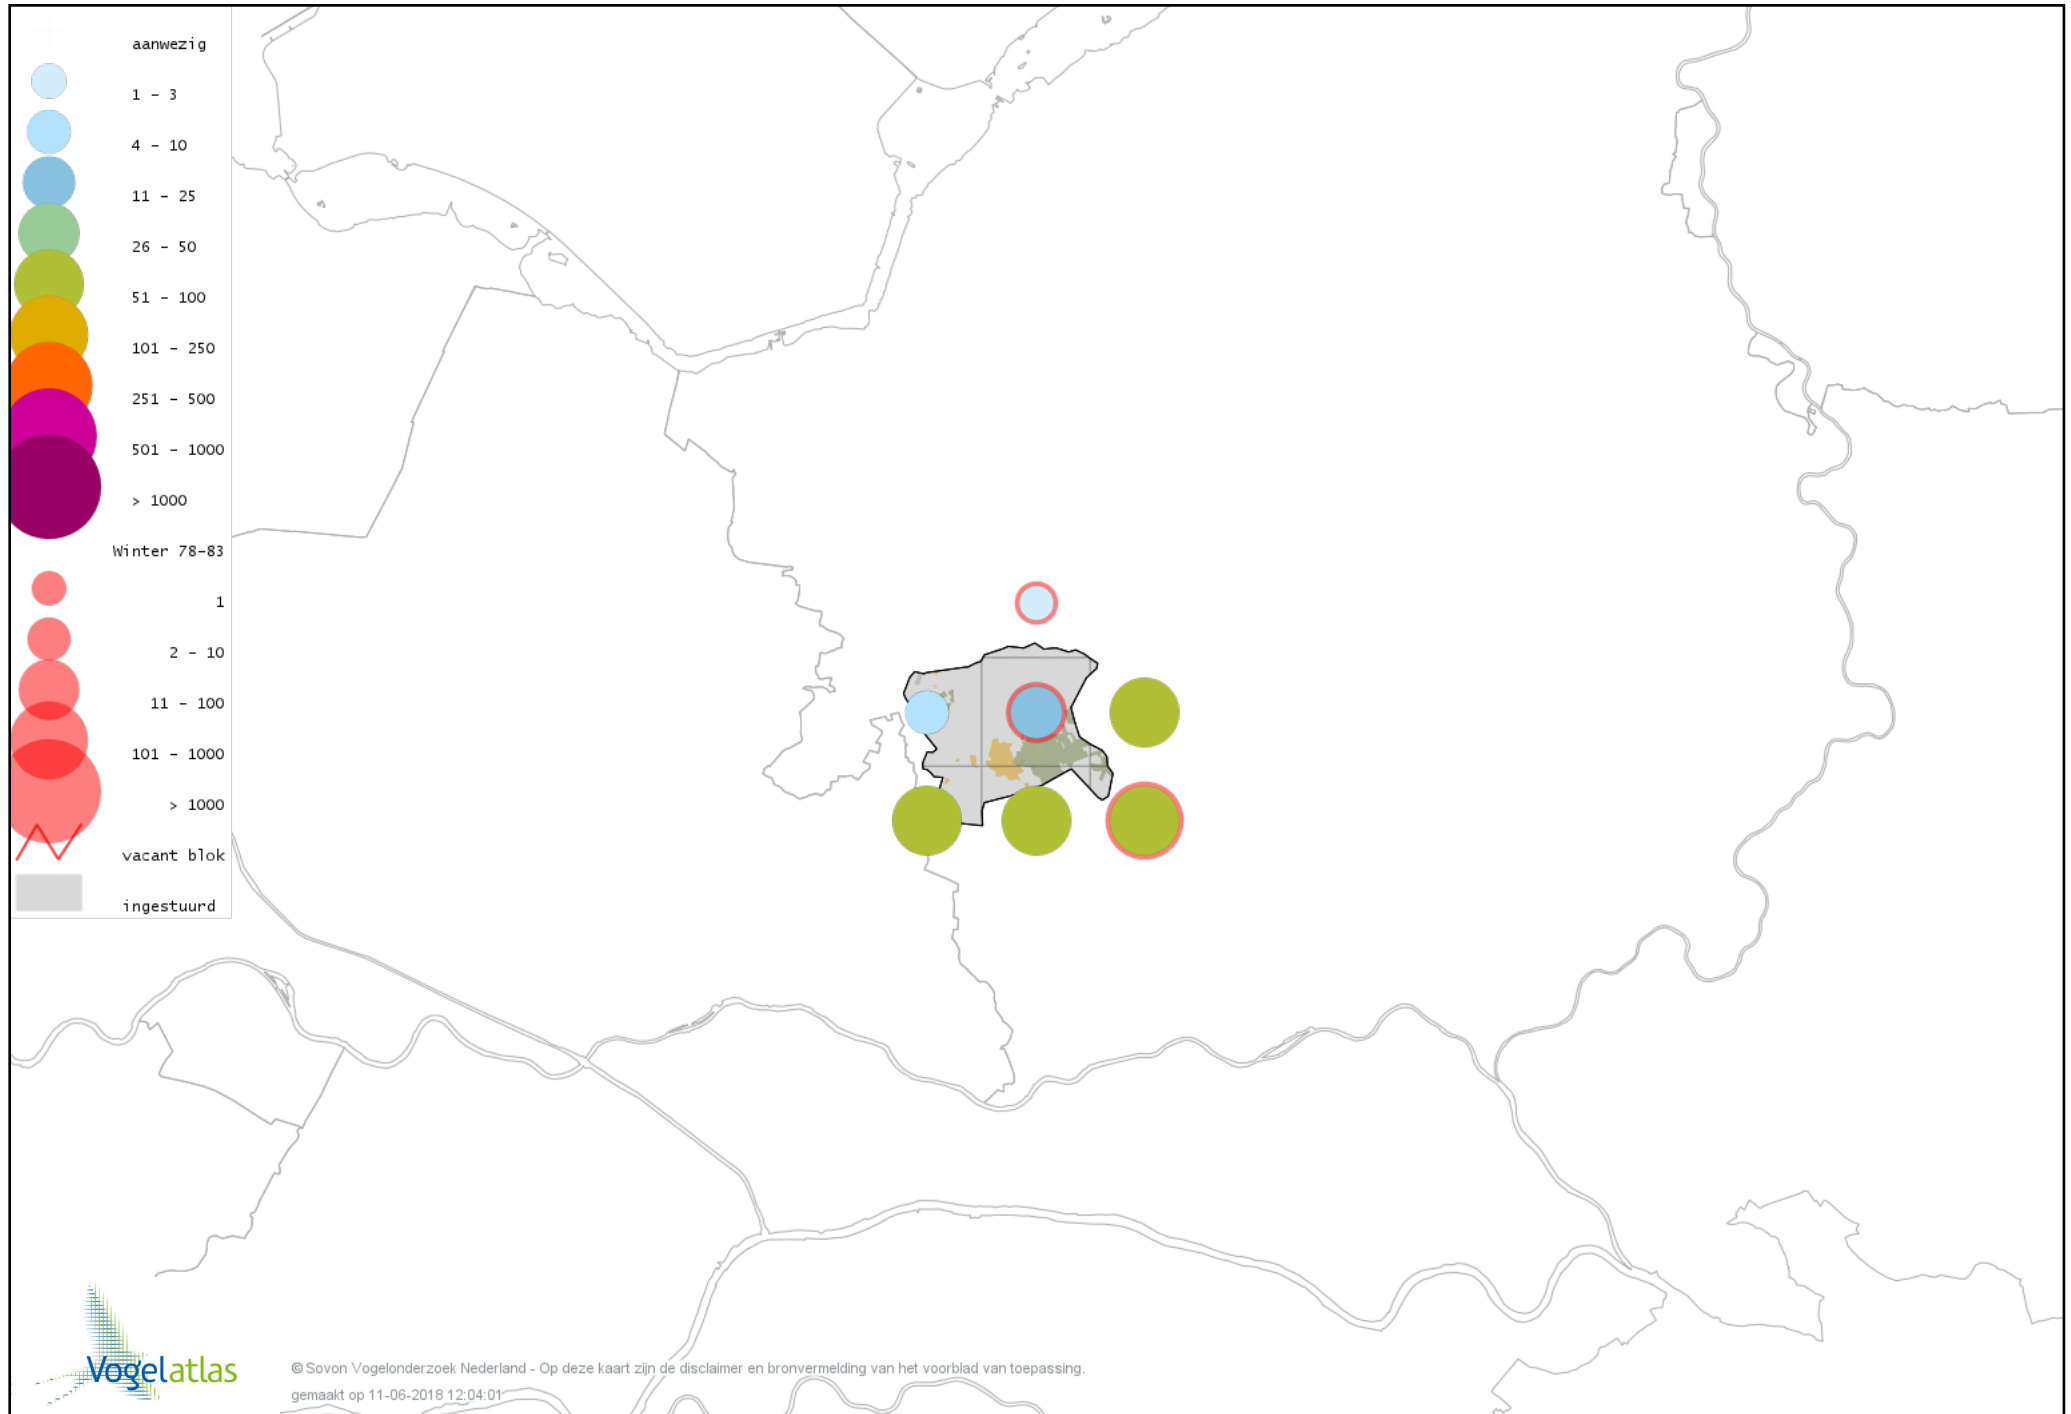 aanwezig
1 - 3
4 - 10
11 - 25
26 - 50
51 - 100
101 - 250
251 - 500
501 - 1000
> 1000
Winter 78-83
1
2 - 10
11 - 100
101 - 1000
> 1000
vacant blok
ingestuurd
Vogelatlas
© Sovon Vogelonderzoek Nederland - Op deze kaart zijn de disclaimer en bronvermelding van het voorblad van toepassing.
gemaakt op 11-06-2018 12:04:01